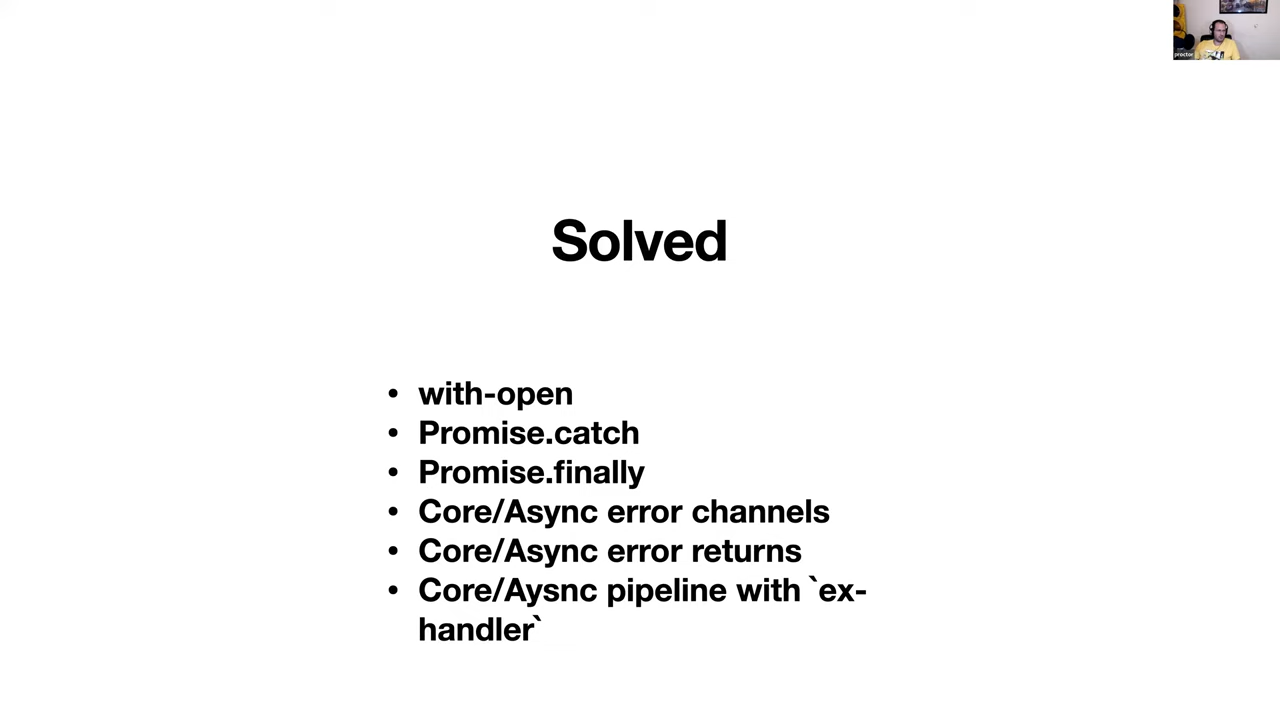 proctor
Solved
• with-open
• Promise.catch
• Promise.finally
• Core/Async error channels
• Core/Async error returns
• Core/Aysnc pipeline with `ex-
handler`